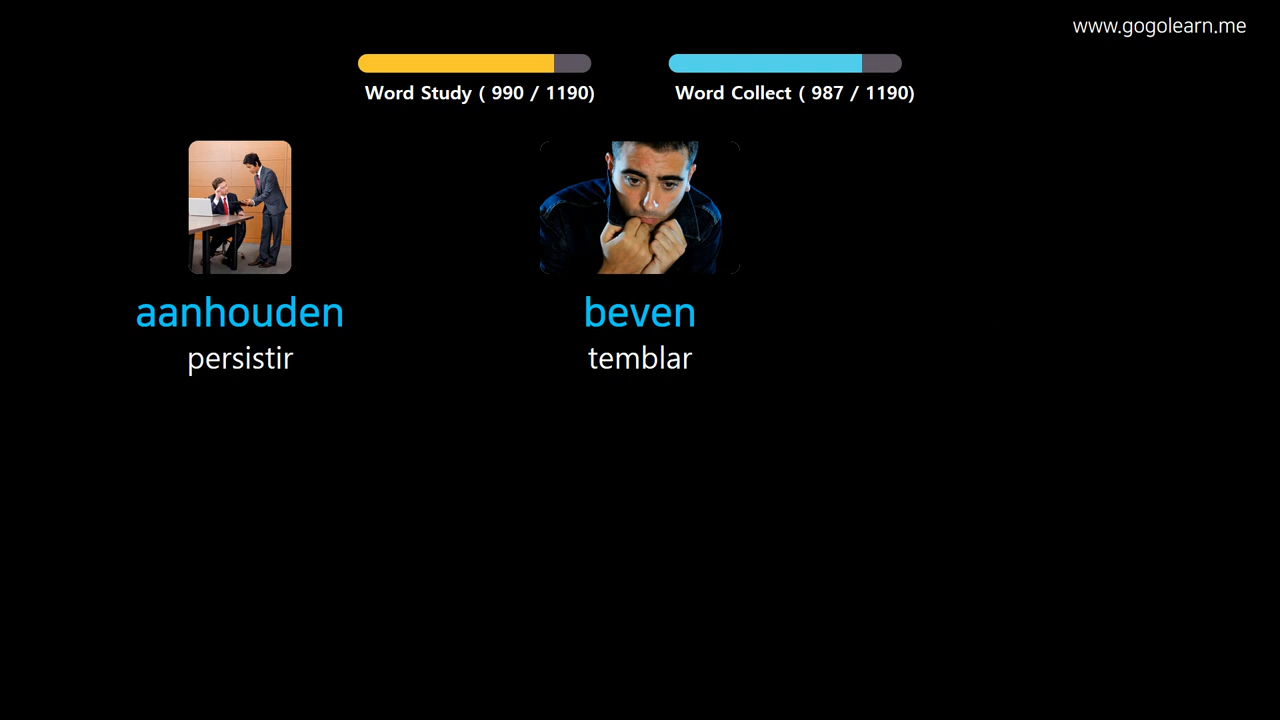 www.gogolearn.me
Word Study ( 990 / 1190)
Word Collect ( 987 / 1190)
aanhouden
persistir
beven
temblar